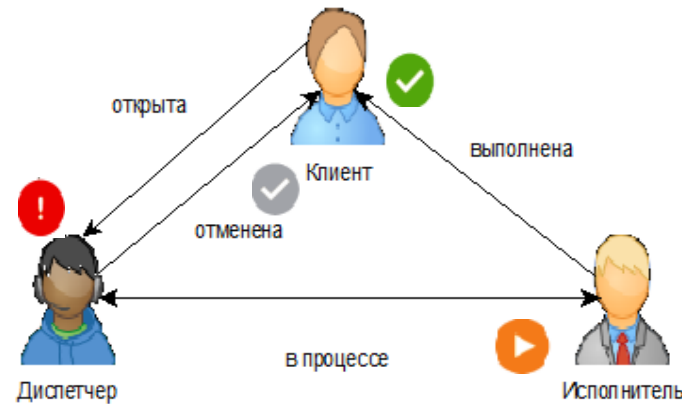 открыта
выполнена
Клиент
отменена
в процессе
Диспетчер
Исполнитель